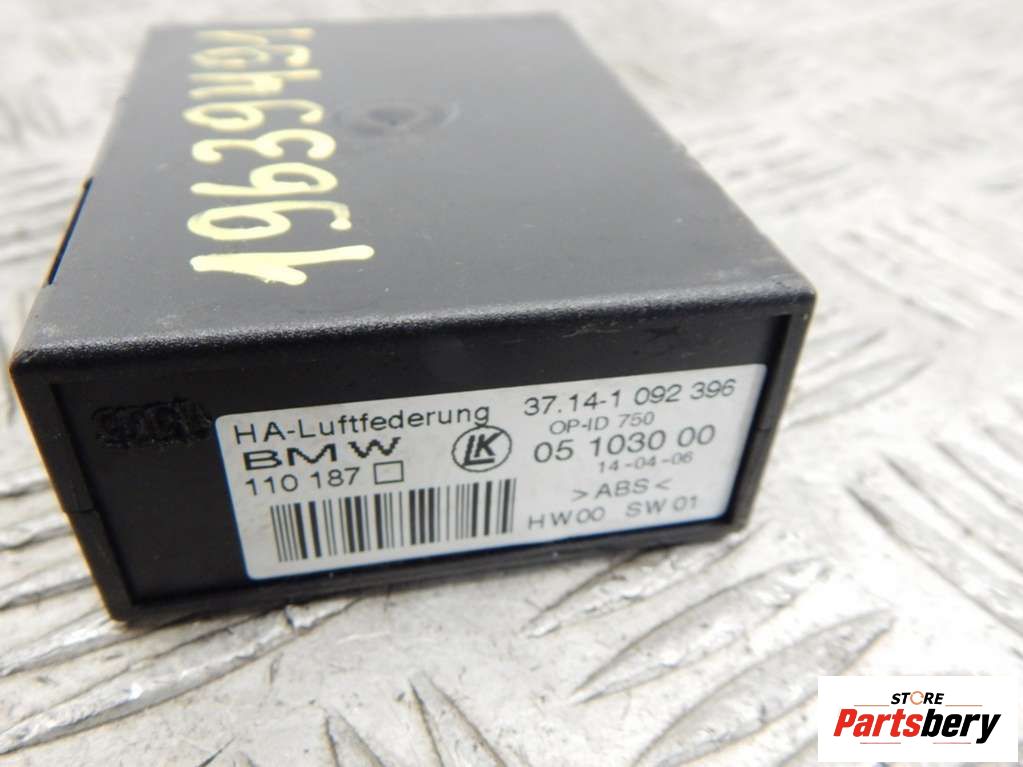 HA-Luftfederung
BMW
110 187
LK
37.14-1 092 396
OP-ID 750
05 1030 00
14-04-06
>ABS<
HW00 SW01
STORE
Partsbery